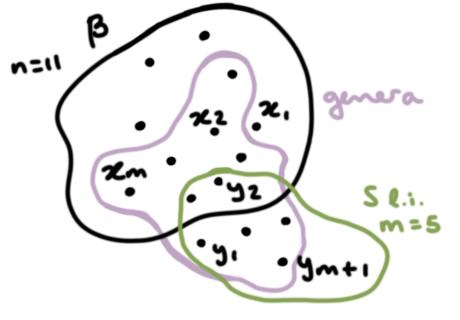 β
n=11
genera
x₂
x₁
xₘ
y₂
S l.i.
m=5
y₁
yₘ₊₁